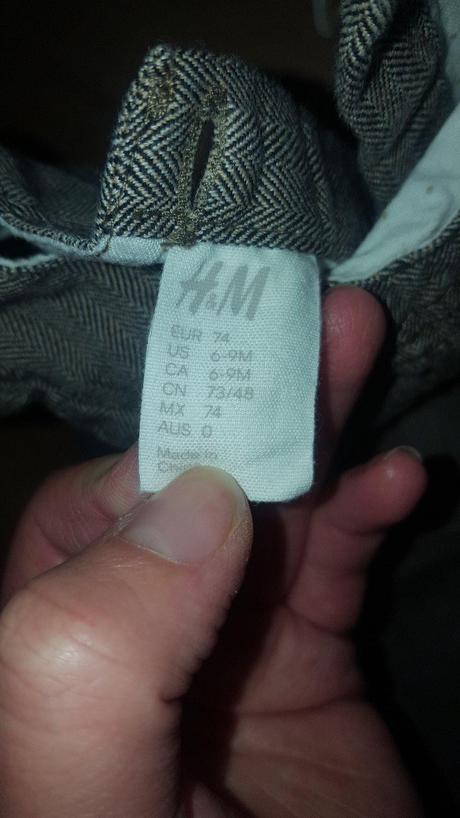 H&M
EUR 74
US 6-9M
CA 6-9M
CN 73/48
MX 74
AUS 0
Made in